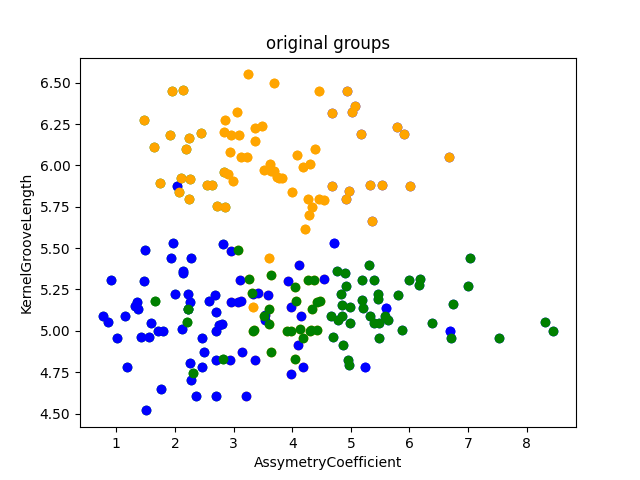 original groups
6.50
6.25
6.00
5.75
5.50
5.25
5.00
4.75
4.50
KernelGrooveLength
1 2 3 4 5 6 7 8
AssymetryCoefficient